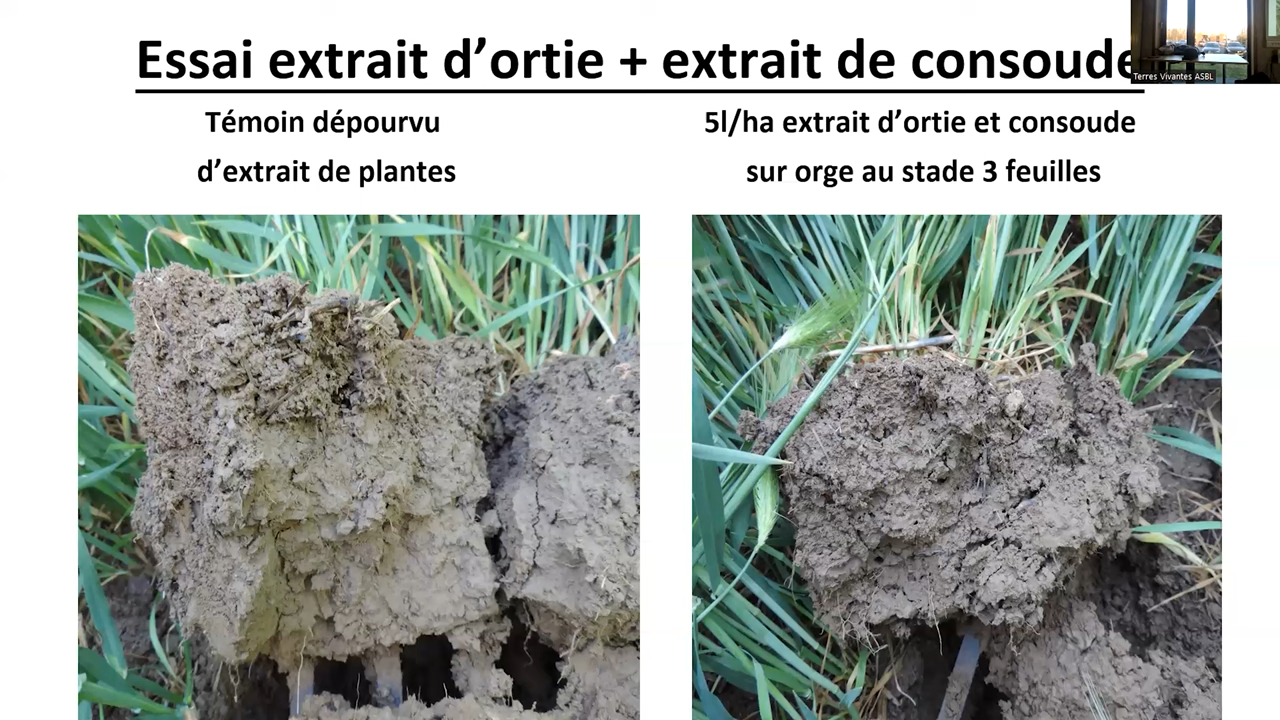 Essai extrait d’ortie + extrait de consoude
Terres Vivantes ASBL
Témoin dépourvu
d’extrait de plantes
5l/ha extrait d’ortie et consoude
sur orge au stade 3 feuilles